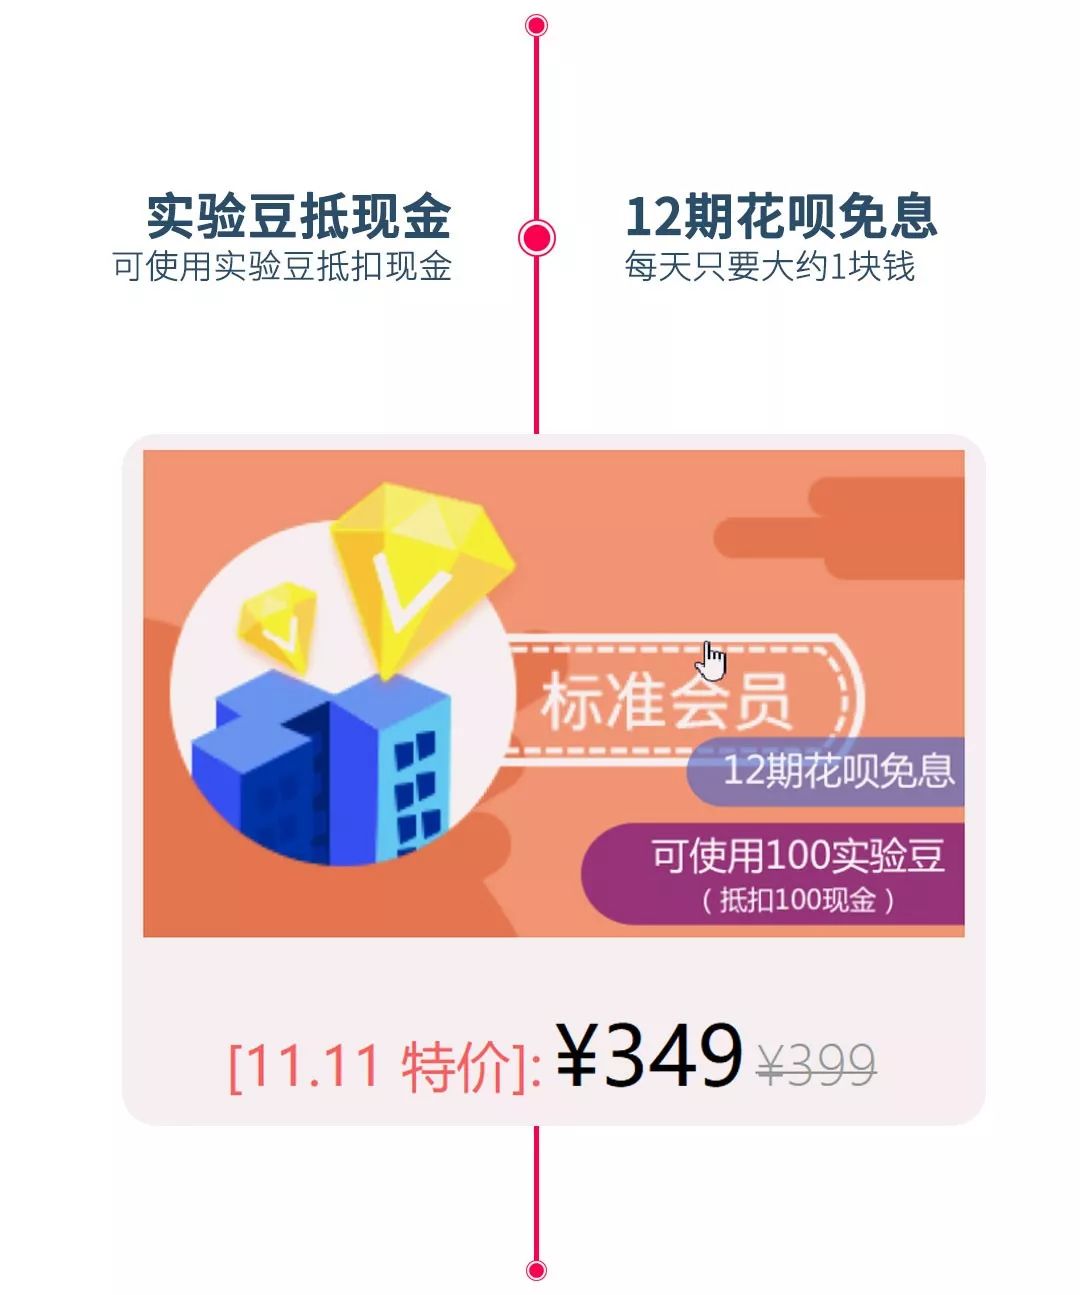 实验豆抵现金
可使用实验豆抵扣现金
12期花呗免息
每天只要大约1块钱
标准会员
12期花呗免息
可使用100实验豆
（抵扣100现金）
[11.11 特价]: ¥349 ¥399